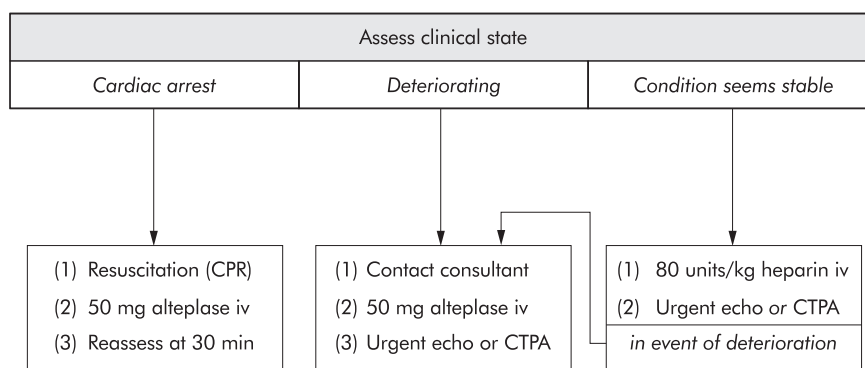 Assess clinical state
Cardiac arrest
Deteriorating
Condition seems stable
(1) Resuscitation (CPR)
(2) 50 mg alteplase iv
(3) Reassess at 30 min
(1) Contact consultant
(2) 50 mg alteplase iv
(3) Urgent echo or CTPA
(1) 80 units/kg heparin iv
(2) Urgent echo or CTPA
in event of deterioration